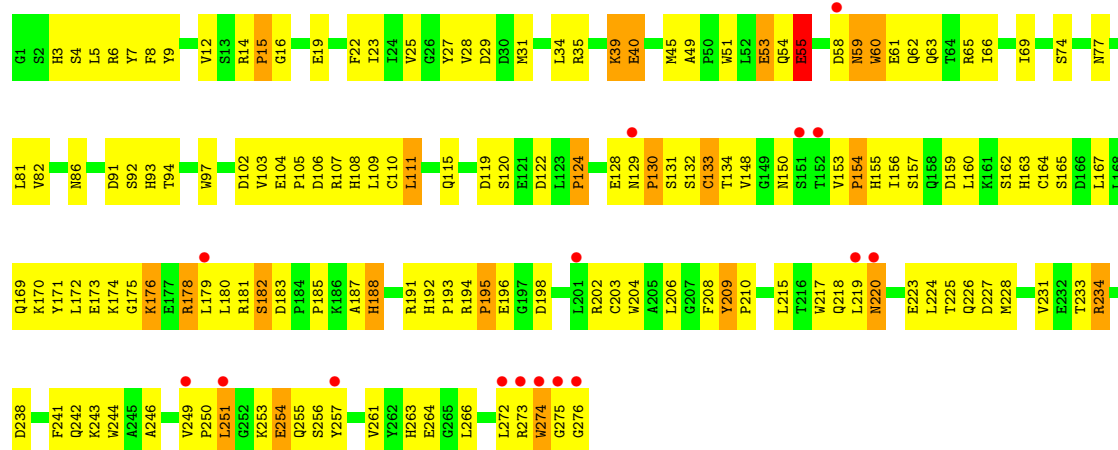 G1 S2 H3 S4 L5 R6 Y7 F8 Y9 V12 S13 R14 P15 G16 E19 F22 I23 I24 V25 G26 Y27 V28 D29 D30 M31 L34 R35 K39 E40 M45 A49 P50 W51 L52 E53 Q54 E55 D58 N59 W60 E61 Q62 Q63 T64 R65 I66 I69 S74 N77
L81 V82 N86 D91 S92 H93 T94 W97 D102 V103 E104 P105 D106 R107 H108 L109 C110 L111 Q115 D119 S120 E121 D122 L123 P124 E128 N129 P130 S131 S132 C133 T134 V148 G149 N150 S151 T152 V153 P154 H155 I156 S157 Q158 D159 L160 K161 S162 H163 C164 S165 D166 L167 L168
Q169 K170 Y171 L172 E173 K174 G175 K176 E177 R178 L179 L180 R181 S182 D183 P184 P185 K186 A187 H188 R191 H192 P193 R194 P195 E196 G197 D198 L201 R202 C203 W204 A205 L206 G207 F208 Y209 P210 L215 T216 W217 Q218 L219 N220 E223 L224 T225 Q226 D227 M228 V231 E232 T233 R234
D238 F241 Q242 K243 W244 A245 A246 V249 P250 L251 G252 K253 E254 Q255 S256 Y257 V261 Y262 H263 E264 G265 L266 L272 R273 W274 G275 G276